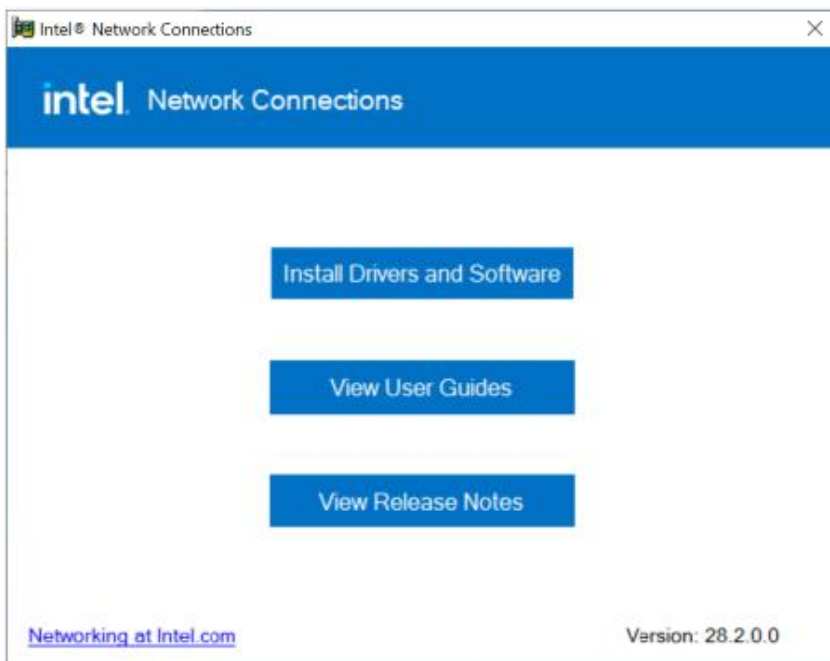 Intel® Network Connections
intel. Network Connections
Install Drivers and Software
View User Guides
View Release Notes
Networking at Intel.com
Version: 28.2.0.0